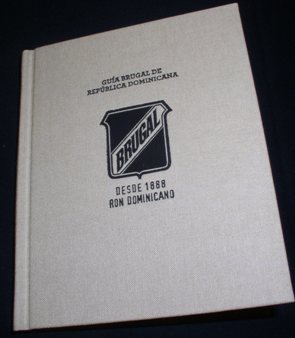 GUÍA BRUGAL DE
REPÚBLICA DOMINICANA
BRUGAL
DESDE 1888
RON DOMINICANO